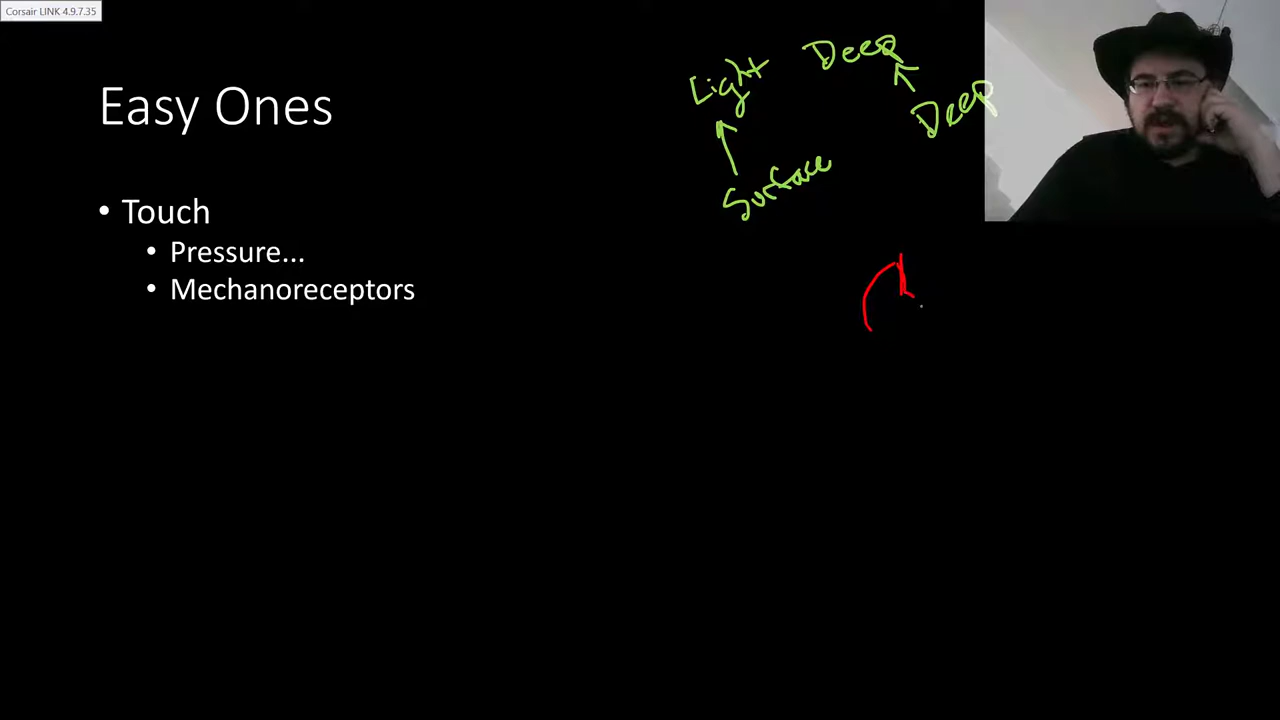 Corsair LINK 4.9.7.35
Easy Ones
• Touch
• Pressure...
• Mechanoreceptors
Light Deep
Deep
Surface